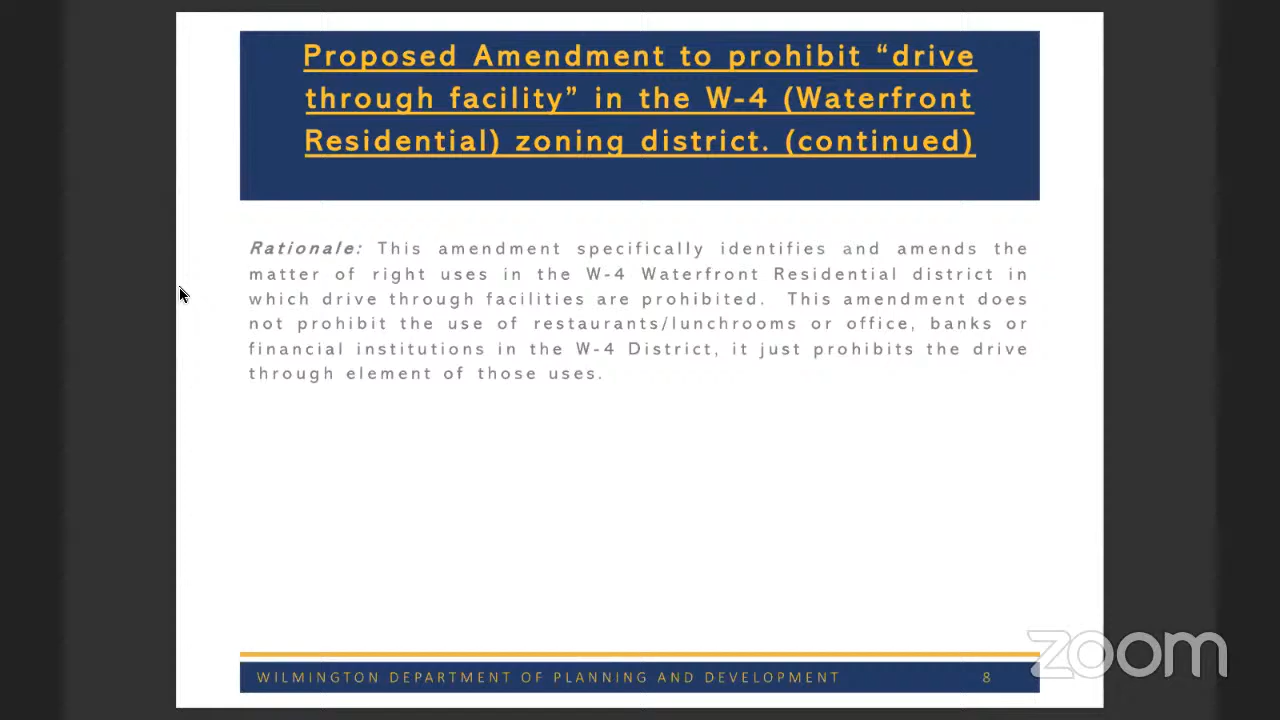 Proposed Amendment to prohibit “drive
through facility” in the W-4 (Waterfront
Residential) zoning district. (continued)
Rationale: This amendment specifically identifies and amends the
matter of right uses in the W-4 Waterfront Residential district in
which drive through facilities are prohibited. This amendment does
not prohibit the use of restaurants/lunchrooms or office, banks or
financial institutions in the W-4 District, it just prohibits the drive
through element of those uses.
WILMINGTON DEPARTMENT OF PLANNING AND DEVELOPMENT 8
zoom